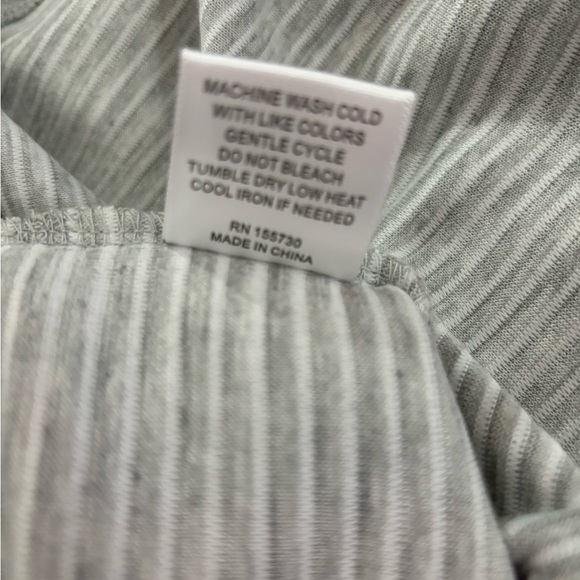 MACHINE WASH COLD
WITH LIKE COLORS
GENTLE CYCLE
DO NOT BLEACH
TUMBLE DRY LOW HEAT
COOL IRON IF NEEDED
RN 155730
MADE IN CHINA